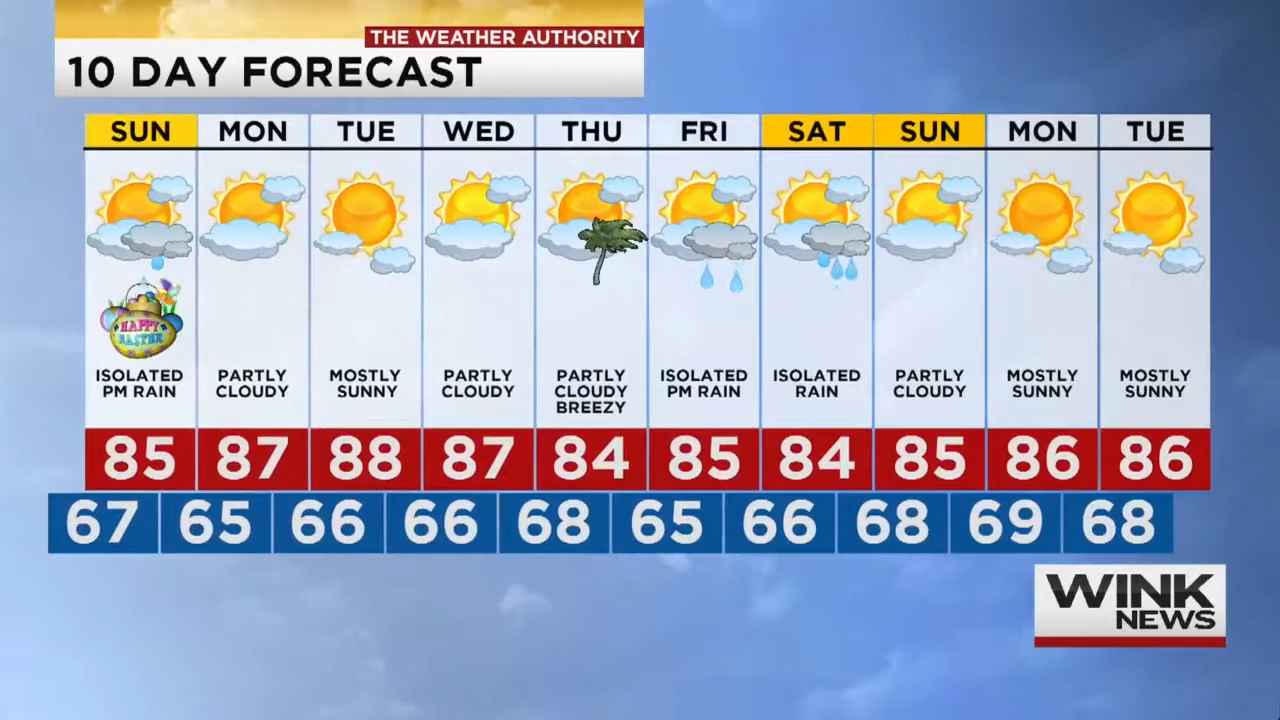 THE WEATHER AUTHORITY
10 DAY FORECAST
SUN MON TUE WED THU FRI SAT SUN MON TUE
HAPPY
EASTER
ISOLATED PARTLY MOSTLY PARTLY PARTLY ISOLATED ISOLATED PARTLY MOSTLY MOSTLY
PM RAIN CLOUDY SUNNY CLOUDY CLOUDY PM RAIN RAIN CLOUDY SUNNY SUNNY
BREEZY
85 87 88 87 84 85 84 85 86 86
67 65 66 66 68 65 66 68 69 68
WINK
NEWS